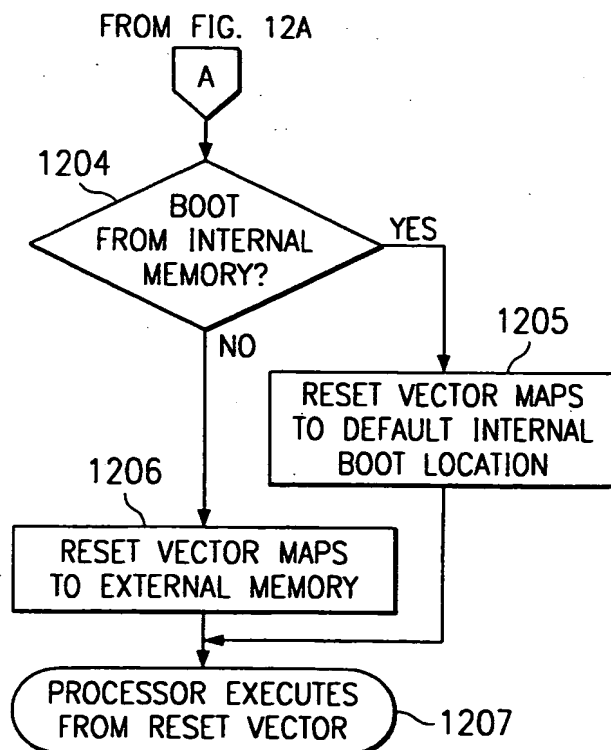 FROM FIG. 12A
A
1204
BOOT
FROM INTERNAL
MEMORY?
YES
NO
1205
RESET VECTOR MAPS
TO DEFAULT INTERNAL
BOOT LOCATION
1206
RESET VECTOR MAPS
TO EXTERNAL MEMORY
PROCESSOR EXECUTES
FROM RESET VECTOR
1207